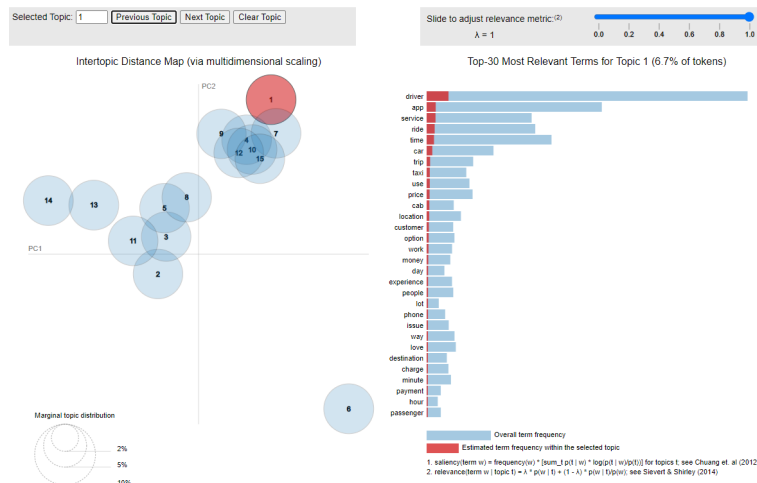 Selected Topic: 1 Previous Topic Next Topic Clear Topic
Slide to adjust relevance metric:(2)
λ = 1
0.0 0.2 0.4 0.6 0.8 1.0
Intertopic Distance Map (via multidimensional scaling)
PC2
PC1
1
9
7
4
10
12
15
14
13
8
5
11
3
2
6
Marginal topic distribution
2%
5%
10%
Top-30 Most Relevant Terms for Topic 1 (6.7% of tokens)
driver
app
service
ride
time
car
trip
taxi
use
price
cab
location
customer
option
work
money
day
experience
people
lot
phone
issue
way
love
destination
charge
minute
payment
hour
passenger
Overall term frequency
Estimated term frequency within the selected topic
1. saliency(term w) = frequency(w) * [sum_t p(t | w) * log(p(t | w)/p(t))] for topics t; see Chuang et. al (2012
2. relevance(term w | topic t) = λ * p(w | t) + (1 - λ) * p(w | t)/p(w); see Sievert & Shirley (2014)